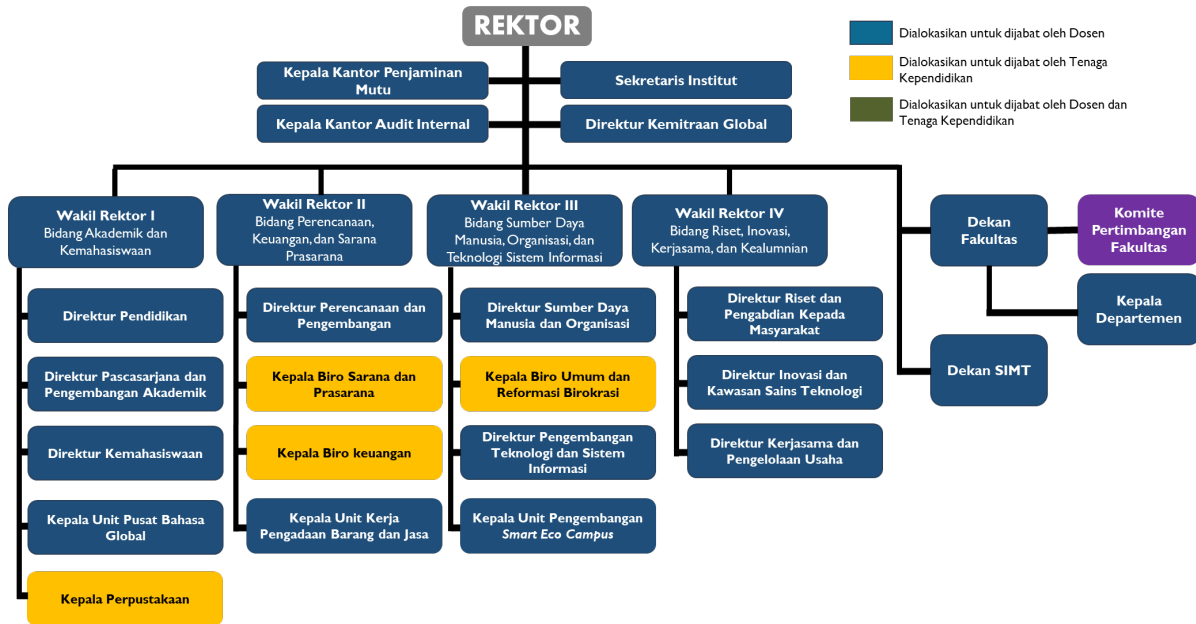 REKTOR
Dialokasikan untuk dijabat oleh Dosen
Dialokasikan untuk dijabat oleh Tenaga
Kependidikan
Dialokasikan untuk dijabat oleh Dosen dan
Tenaga Kependidikan
Kepala Kantor Penjaminan
Mutu
Sekretaris Institut
Kepala Kantor Audit Internal
Direktur Kemitraan Global
Wakil Rektor I
Bidang Akademik dan
Kemahasiswaan
Wakil Rektor II
Bidang Perencanaan,
Keuangan, dan Sarana
Prasarana
Wakil Rektor III
Bidang Sumber Daya
Manusia, Organisasi, dan
Teknologi Sistem Informasi
Wakil Rektor IV
Bidang Riset, Inovasi,
Kerjasama, dan Kealumnian
Dekan
Fakultas
Komite
Pertimbangan
Fakultas
Kepala
Departemen
Dekan SIMT
Direktur Pendidikan
Direktur Pascasarjana dan
Pengembangan Akademik
Direktur Kemahasiswaan
Kepala Unit Pusat Bahasa
Global
Kepala Perpustakaan
Direktur Perencanaan dan
Pengembangan
Kepala Biro Sarana dan
Prasarana
Kepala Biro keuangan
Kepala Unit Kerja
Pengadaan Barang dan Jasa
Direktur Sumber Daya
Manusia dan Organisasi
Kepala Biro Umum dan
Reformasi Birokrasi
Direktur Pengembangan
Teknologi dan Sistem
Informasi
Kepala Unit Pengembangan
Smart Eco Campus
Direktur Riset dan
Pengabdian Kepada
Masyarakat
Direktur Inovasi dan
Kawasan Sains Teknologi
Direktur Kerjasama dan
Pengelolaan Usaha